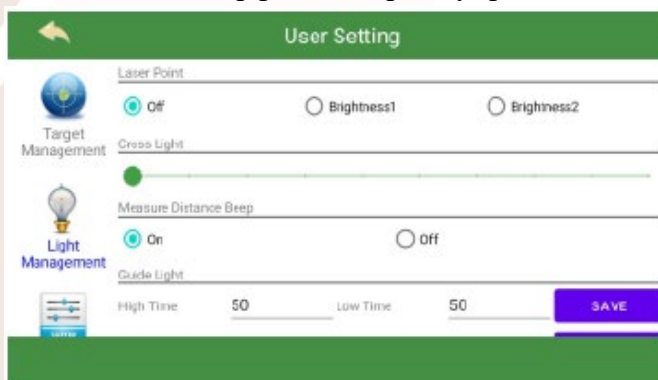 User Setting
Laser Point
Off Brightness1 Brightness2
Target
Management
Cross Light
Measure Distance Beep
On Off
Light
Management
Guide Light
High Time 50 Low Time 50 SAVE